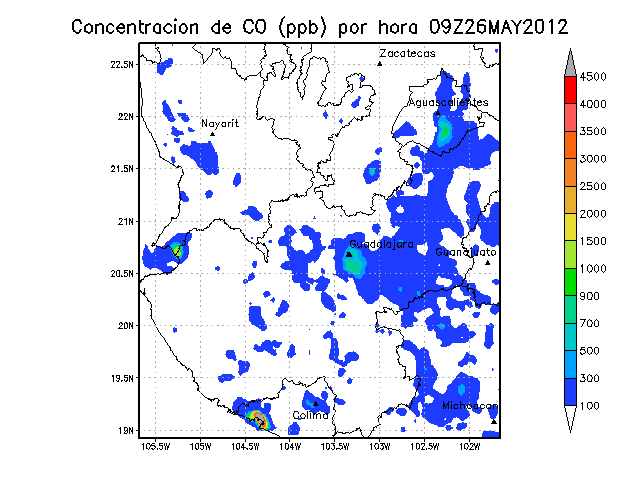 Concentracion de CO (ppb) por hora 09Z26MAY2012
Zacatecas
Aguascalientes
Nayarit
Guadalajara
Guanajuato
Colima
Michoacan
22.5N
22N
21.5N
21N
20.5N
20N
19.5N
19N
105.5W 105W 104.5W 104W 103.5W 103W 102.5W 102W
4500
4000
3500
3000
2500
2000
1500
1000
900
700
500
300
100